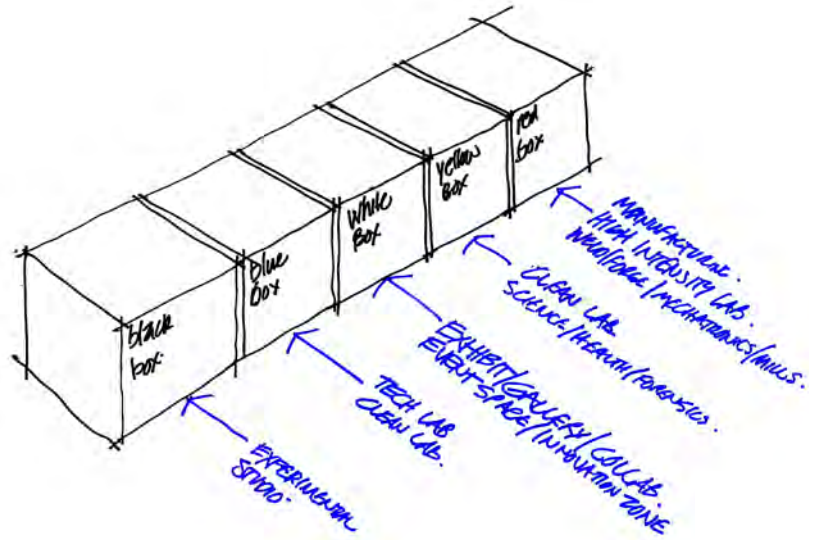 black
box.
blue
box
white
box
yellow
box
red
box
EXPERIMENTAL
STUDIO.
TECH LAB
CLEAN LAB.
EXHIBIT/GALLERY/COLLAB.
EVENT SPACE/INNOVATION ZONE
CLEAN LAB
SCIENCE/HEALTH/FORENSICS.
MANUFACTURE.
HIGH INTENSITY LAB.
WELD/FORGE/MECHATRONICS/MILLS.